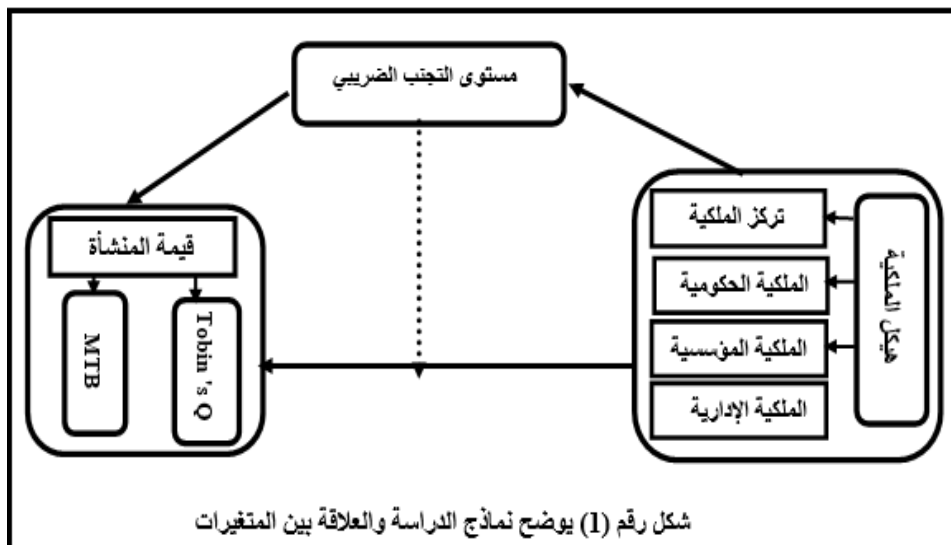 مستوى التجنب الضريبي
هيكل الملكية
تركز الملكية
الملكية الحكومية
الملكية المؤسسية
الملكية الإدارية
قيمة المنشأة
Tobin 's Q
MTB
شكل رقم (1) يوضح نماذج الدراسة والعلاقة بين المتغيرات